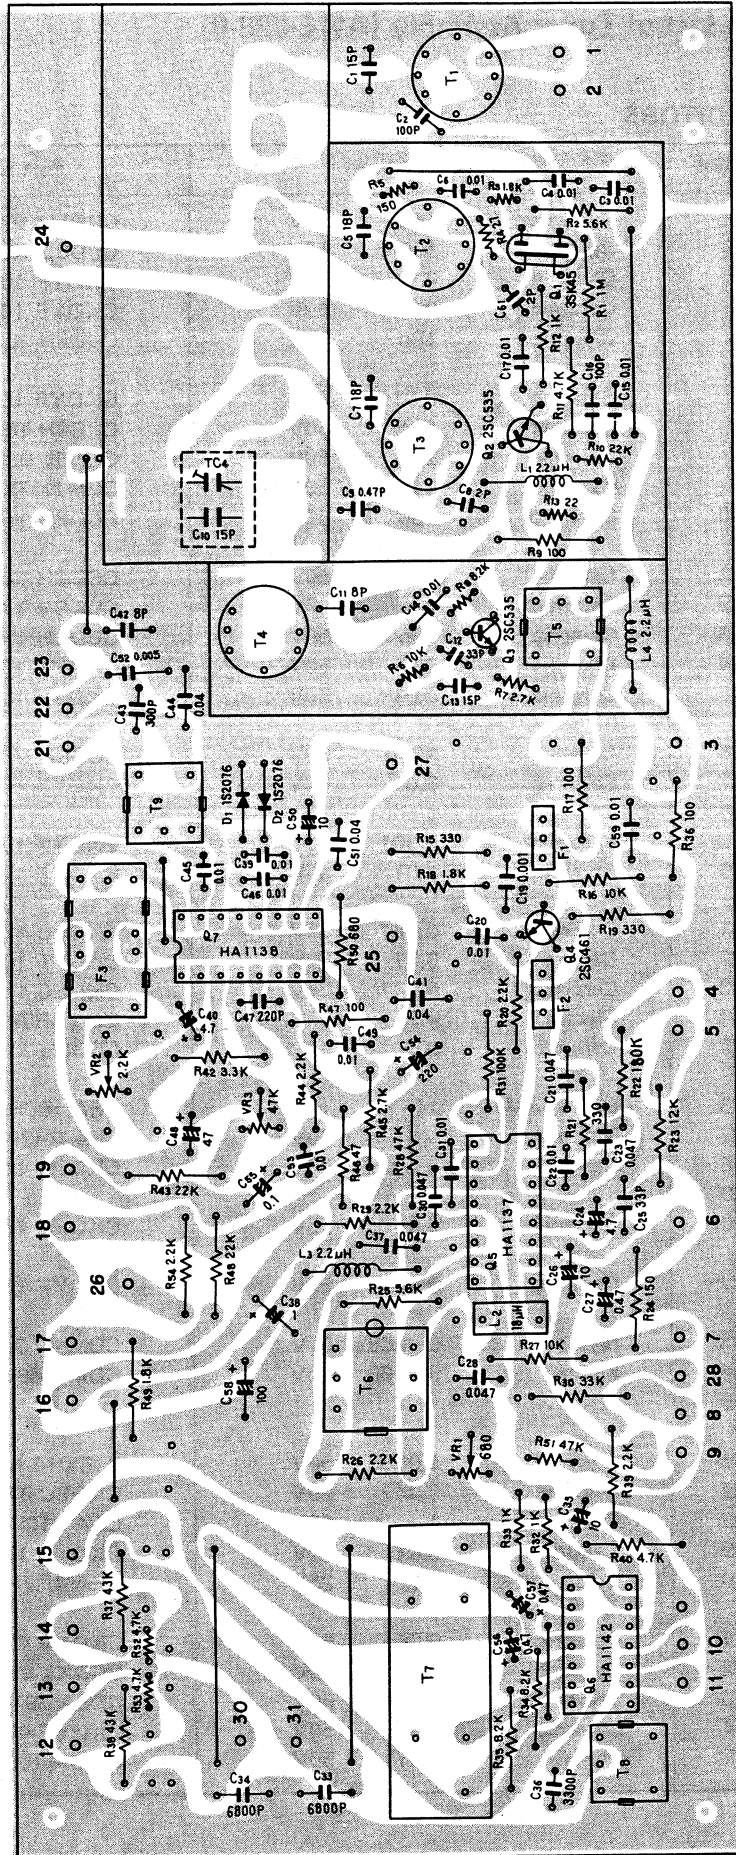 C1 15P
T1
1
2
C2
100P
R5
150
C6 0.01
R3 1.8K
C4 0.01
C3 0.01
R2 5.6K
C5 18P
T2
R4 27
Q1
3SK45
R1 1M
24
C61
2P
R12 1K
C17 0.01
R11 4.7K
C16
100P
C15 0.01
C7 18P
T3
Q2 2SC535
R10 22K
TC4
C10 15P
C9 0.47P
C8 2P
L1 2.2µH
R13 22
R9 100
C42 8P
T4
C11 8P
C14 0.01
R8 8.2K
C12
33P
Q3 2SC535
T5
L4 2.2µH
23
C52 0.005
R6 10K
22
C43
300P
C44
0.04
C13 15P
R7 2.7K
21
27
3
T9
D1 1S2076
D2 1S2076
C50
10
C51 0.04
R17 100
R15 330
F1
C59 0.01
R36 100
C45
0.01
C39
0.01
C46 0.01
R18 1.8K
C19 0.001
R16 10K
R19 330
F3
Q7
HA1138
R50 680
25
C20
0.01
Q4
2SC461
C40
4.7
C47 220P
R47 100
C41
0.04
R20 2.2K
F2
4
5
C49
0.01
C54
220
VR2
2.2K
R42 3.3K
VR3
47K
R44 2.2K
R31 100K
C21 0.047
R22 180K
C48
47
R45 2.7K
R21
330
C23
0.047
R23 12K
19
R43 22K
C55
0.1
C53
0.01
R46 47
R28 47K
C30 0.047
C31 0.01
C22 0.01
18
R54 2.2K
R48 22K
R29 2.2K
C37
0.047
Q5
HA1137
C24
4.7
C25 33P
6
26
L3 2.2µH
C26
10
C27
0.47
R24 150
R25 5.6K
C38
1
L2
18µH
17
T6
R27 10K
7
R49 1.8K
C58
100
C28
0.047
28
16
R30 33K
8
R26 2.2K
VR1
680
R51 47K
R39 2.2K
9
R33 1K
R32 1K
C35
10
R40 4.7K
15
R37 43K
C57
0.47
14
R52 4.7K
T7
C56
0.47
HA1142
Q6
10
13
R53 4.7K
R34 8.2K
11
12
R38 43K
30
31
R35 8.2K
T8
C34
6800P
C33
6800P
C36
3300P